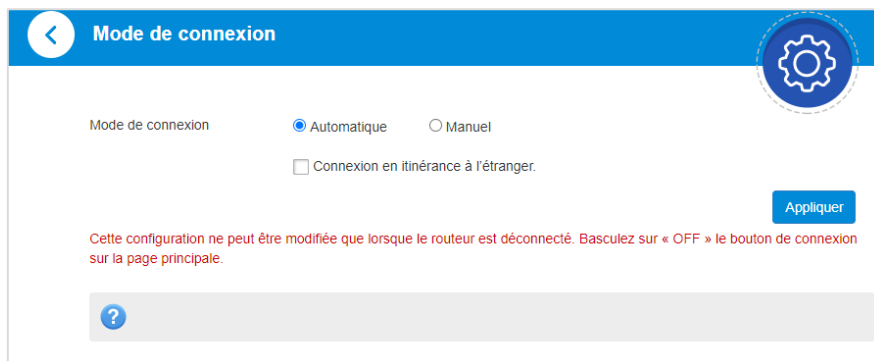 Mode de connexion
Mode de connexion Automatique Manuel
Connexion en itinérance à l'étranger.
Appliquer
Cette configuration ne peut être modifiée que lorsque le routeur est déconnecté. Basculez sur « OFF » le bouton de connexion
sur la page principale.
?